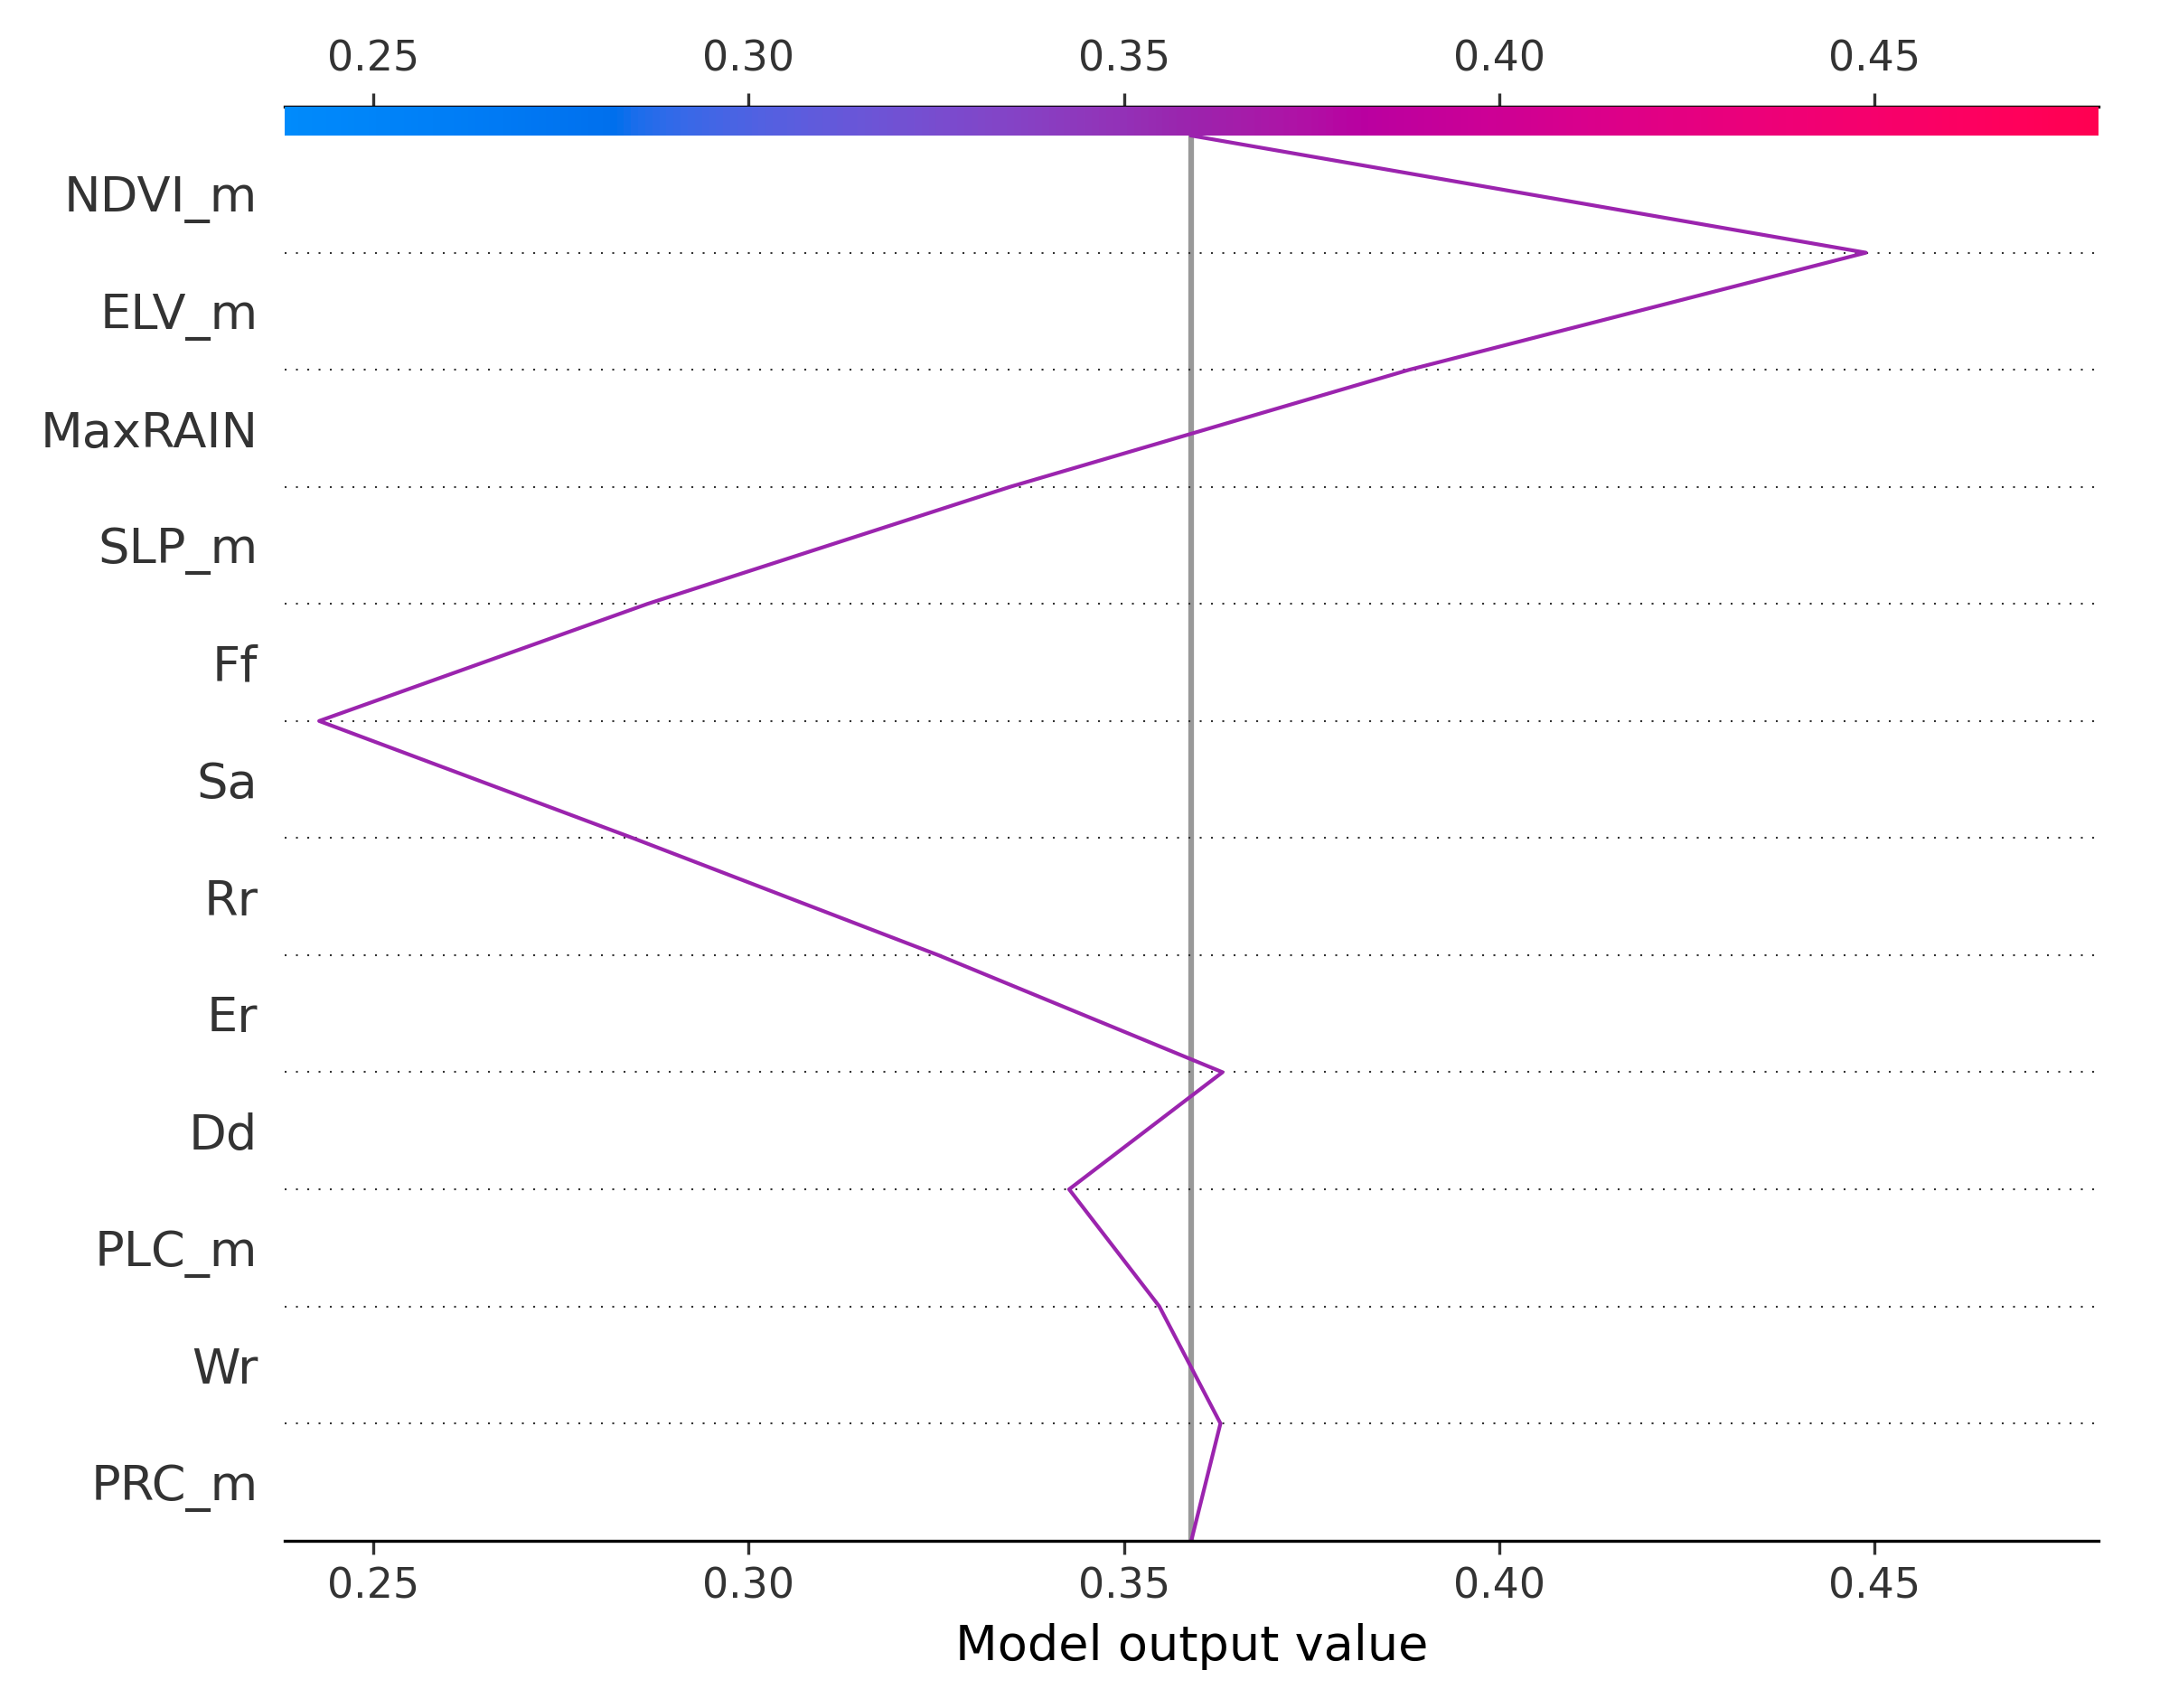 0.25 0.30 0.35 0.40 0.45
NDVI_m
ELV_m
MaxRAIN
SLP_m
Ff
Sa
Rr
Er
Dd
PLC_m
Wr
PRC_m
0.25 0.30 0.35 0.40 0.45
Model output value